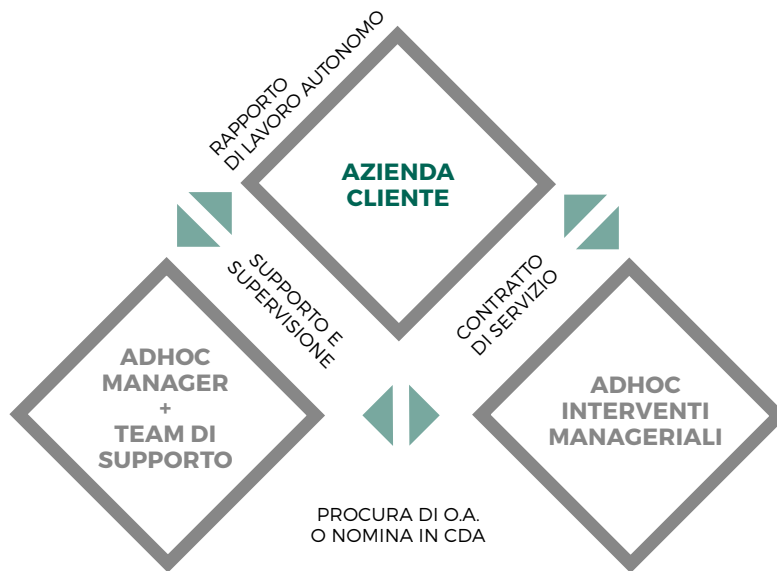 RAPPORTO
DI LAVORO AUTONOMO
AZIENDA
CLIENTE
SUPPORTO E
SUPERVISIONE
CONTRATTO
DI SERVIZIO
ADHOC
MANAGER
+
TEAM DI
SUPPORTO
ADHOC
INTERVENTI
MANAGERIALI
PROCURA DI O.A.
O NOMINA IN CDA